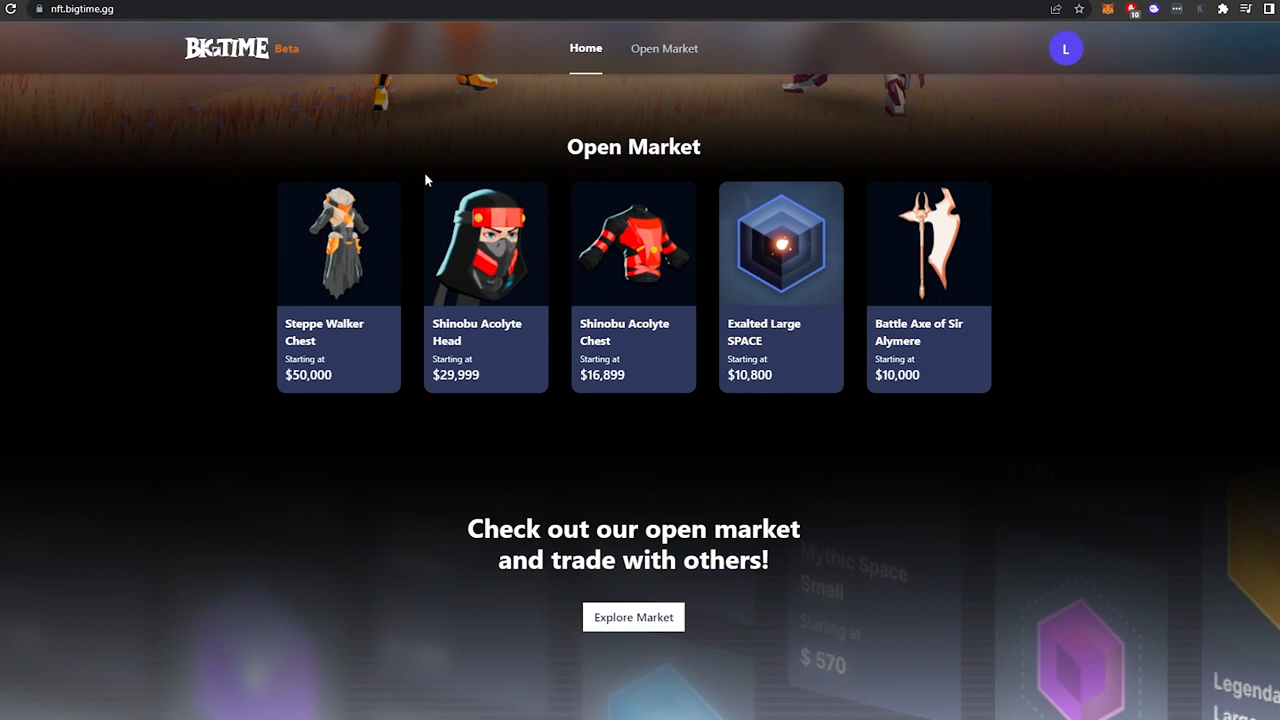 nft.bigtime.gg
10
BIGTIME Beta
Home
Open Market
L
Open Market
Steppe Walker
Chest
Starting at
$50,000
Shinobu Acolyte
Head
Starting at
$29,999
Shinobu Acolyte
Chest
Starting at
$16,899
Exalted Large
SPACE
Starting at
$10,800
Battle Axe of Sir
Alymere
Starting at
$10,000
Check out our open market
and trade with others!
Explore Market
Mythic Space
Small
Starting at
$ 570